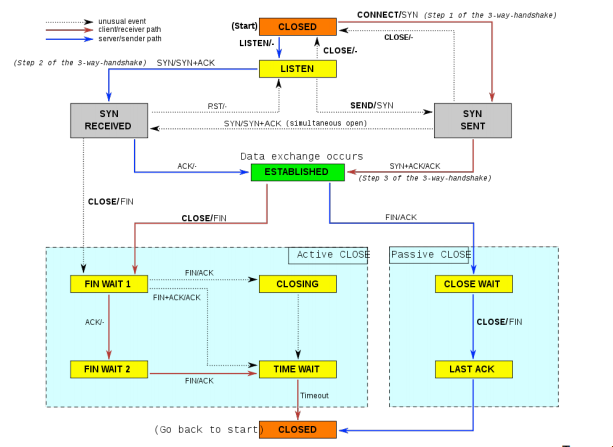 unusual event
client/receiver path
server/sender path
(Start)
CLOSED
CONNECT/SYN (Step 1 of the 3-way-handshake)
CLOSE/-
LISTEN/-
CLOSE/-
(Step 2 of the 3-way-handshake) SYN/SYN+ACK
LISTEN
RST/-
SEND/SYN
SYN
RECEIVED
SYN/SYN+ACK (simultaneous open)
SYN
SENT
Data exchange occurs
ACK/-
ESTABLISHED
SYN+ACK/ACK
(Step 3 of the 3-way-handshake)
CLOSE/FIN
CLOSE/FIN
FIN/ACK
Active CLOSE
Passive CLOSE
FIN WAIT 1
FIN/ACK
CLOSING
CLOSE WAIT
FIN+ACK/ACK
ACK/-
CLOSE/FIN
FIN WAIT 2
FIN/ACK
TIME WAIT
LAST ACK
Timeout
(Go back to start)
CLOSED